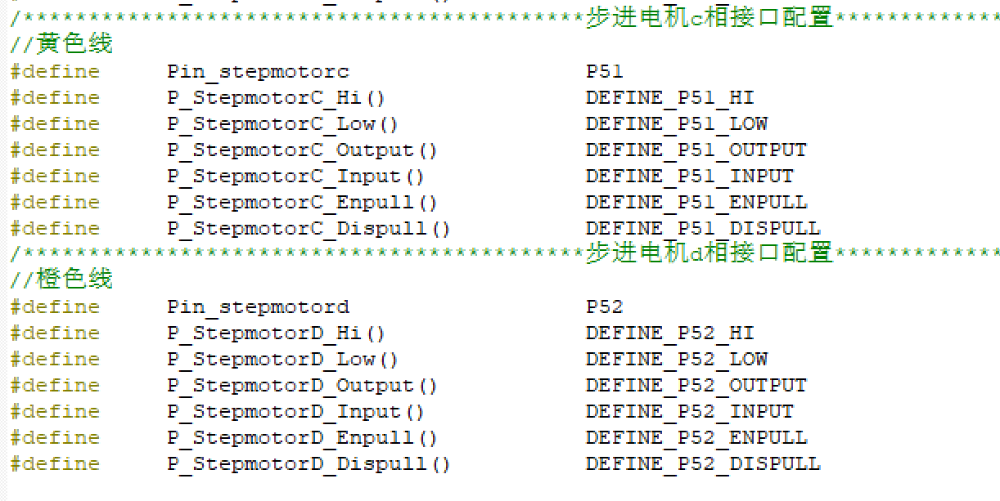 /*******************************************步进电机c相接口配置*************
//黄色线
#define Pin_stepmotorc P51
#define P_StepmotorC_Hi() DEFINE_P51_HI
#define P_StepmotorC_Low() DEFINE_P51_LOW
#define P_StepmotorC_Output() DEFINE_P51_OUTPUT
#define P_StepmotorC_Input() DEFINE_P51_INPUT
#define P_StepmotorC_Enpull() DEFINE_P51_ENPULL
#define P_StepmotorC_Dispull() DEFINE_P51_DISPULL
/*******************************************步进电机d相接口配置*************
//橙色线
#define Pin_stepmotord P52
#define P_StepmotorD_Hi() DEFINE_P52_HI
#define P_StepmotorD_Low() DEFINE_P52_LOW
#define P_StepmotorD_Output() DEFINE_P52_OUTPUT
#define P_StepmotorD_Input() DEFINE_P52_INPUT
#define P_StepmotorD_Enpull() DEFINE_P52_ENPULL
#define P_StepmotorD_Dispull() DEFINE_P52_DISPULL